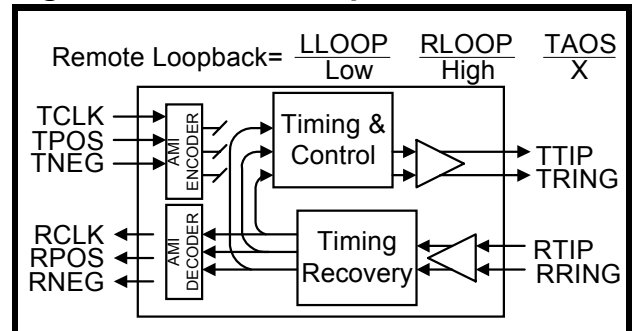 Remote Loopback= LLOOP RLOOP TAOS
Low High X
TCLK
TPOS
TNEG
AMI
ENCODER
Timing &
Control
TTIP
TRING
RCLK
RPOS
RNEG
AMI
DECODER
Timing
Recovery
RTIP
RRING